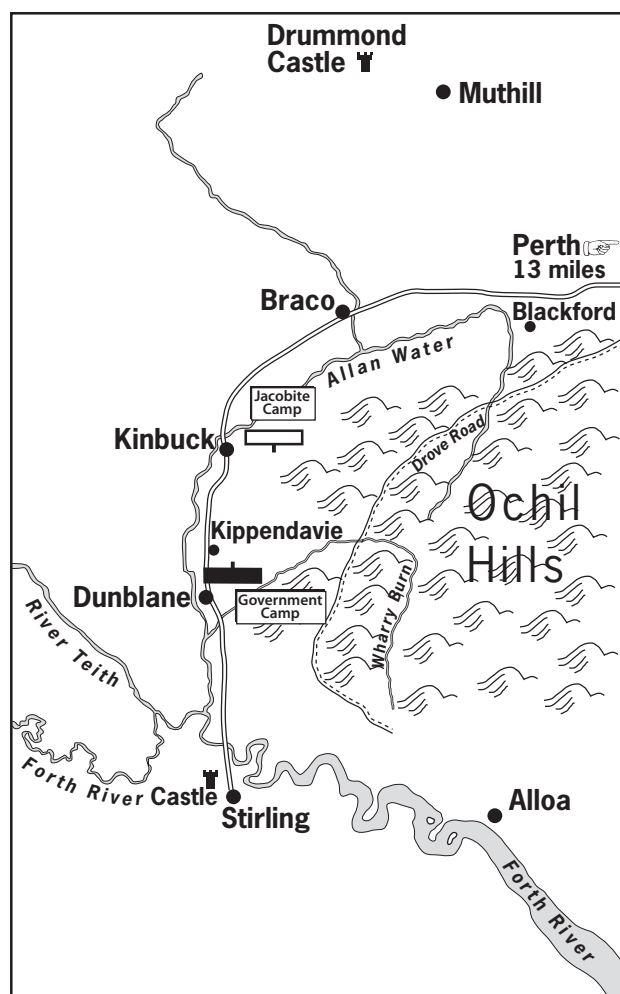 Drummond
Castle
Muthill
Perth
13 miles
Braco
Blackford
Allan Water
Jacobite
Camp
Kinbuck
Drove Road
Ochil
Hills
Kippendavie
Dunblane
Government
Camp
Wharry Burn
River Teith
Forth River
Castle
Stirling
Alloa
Forth River